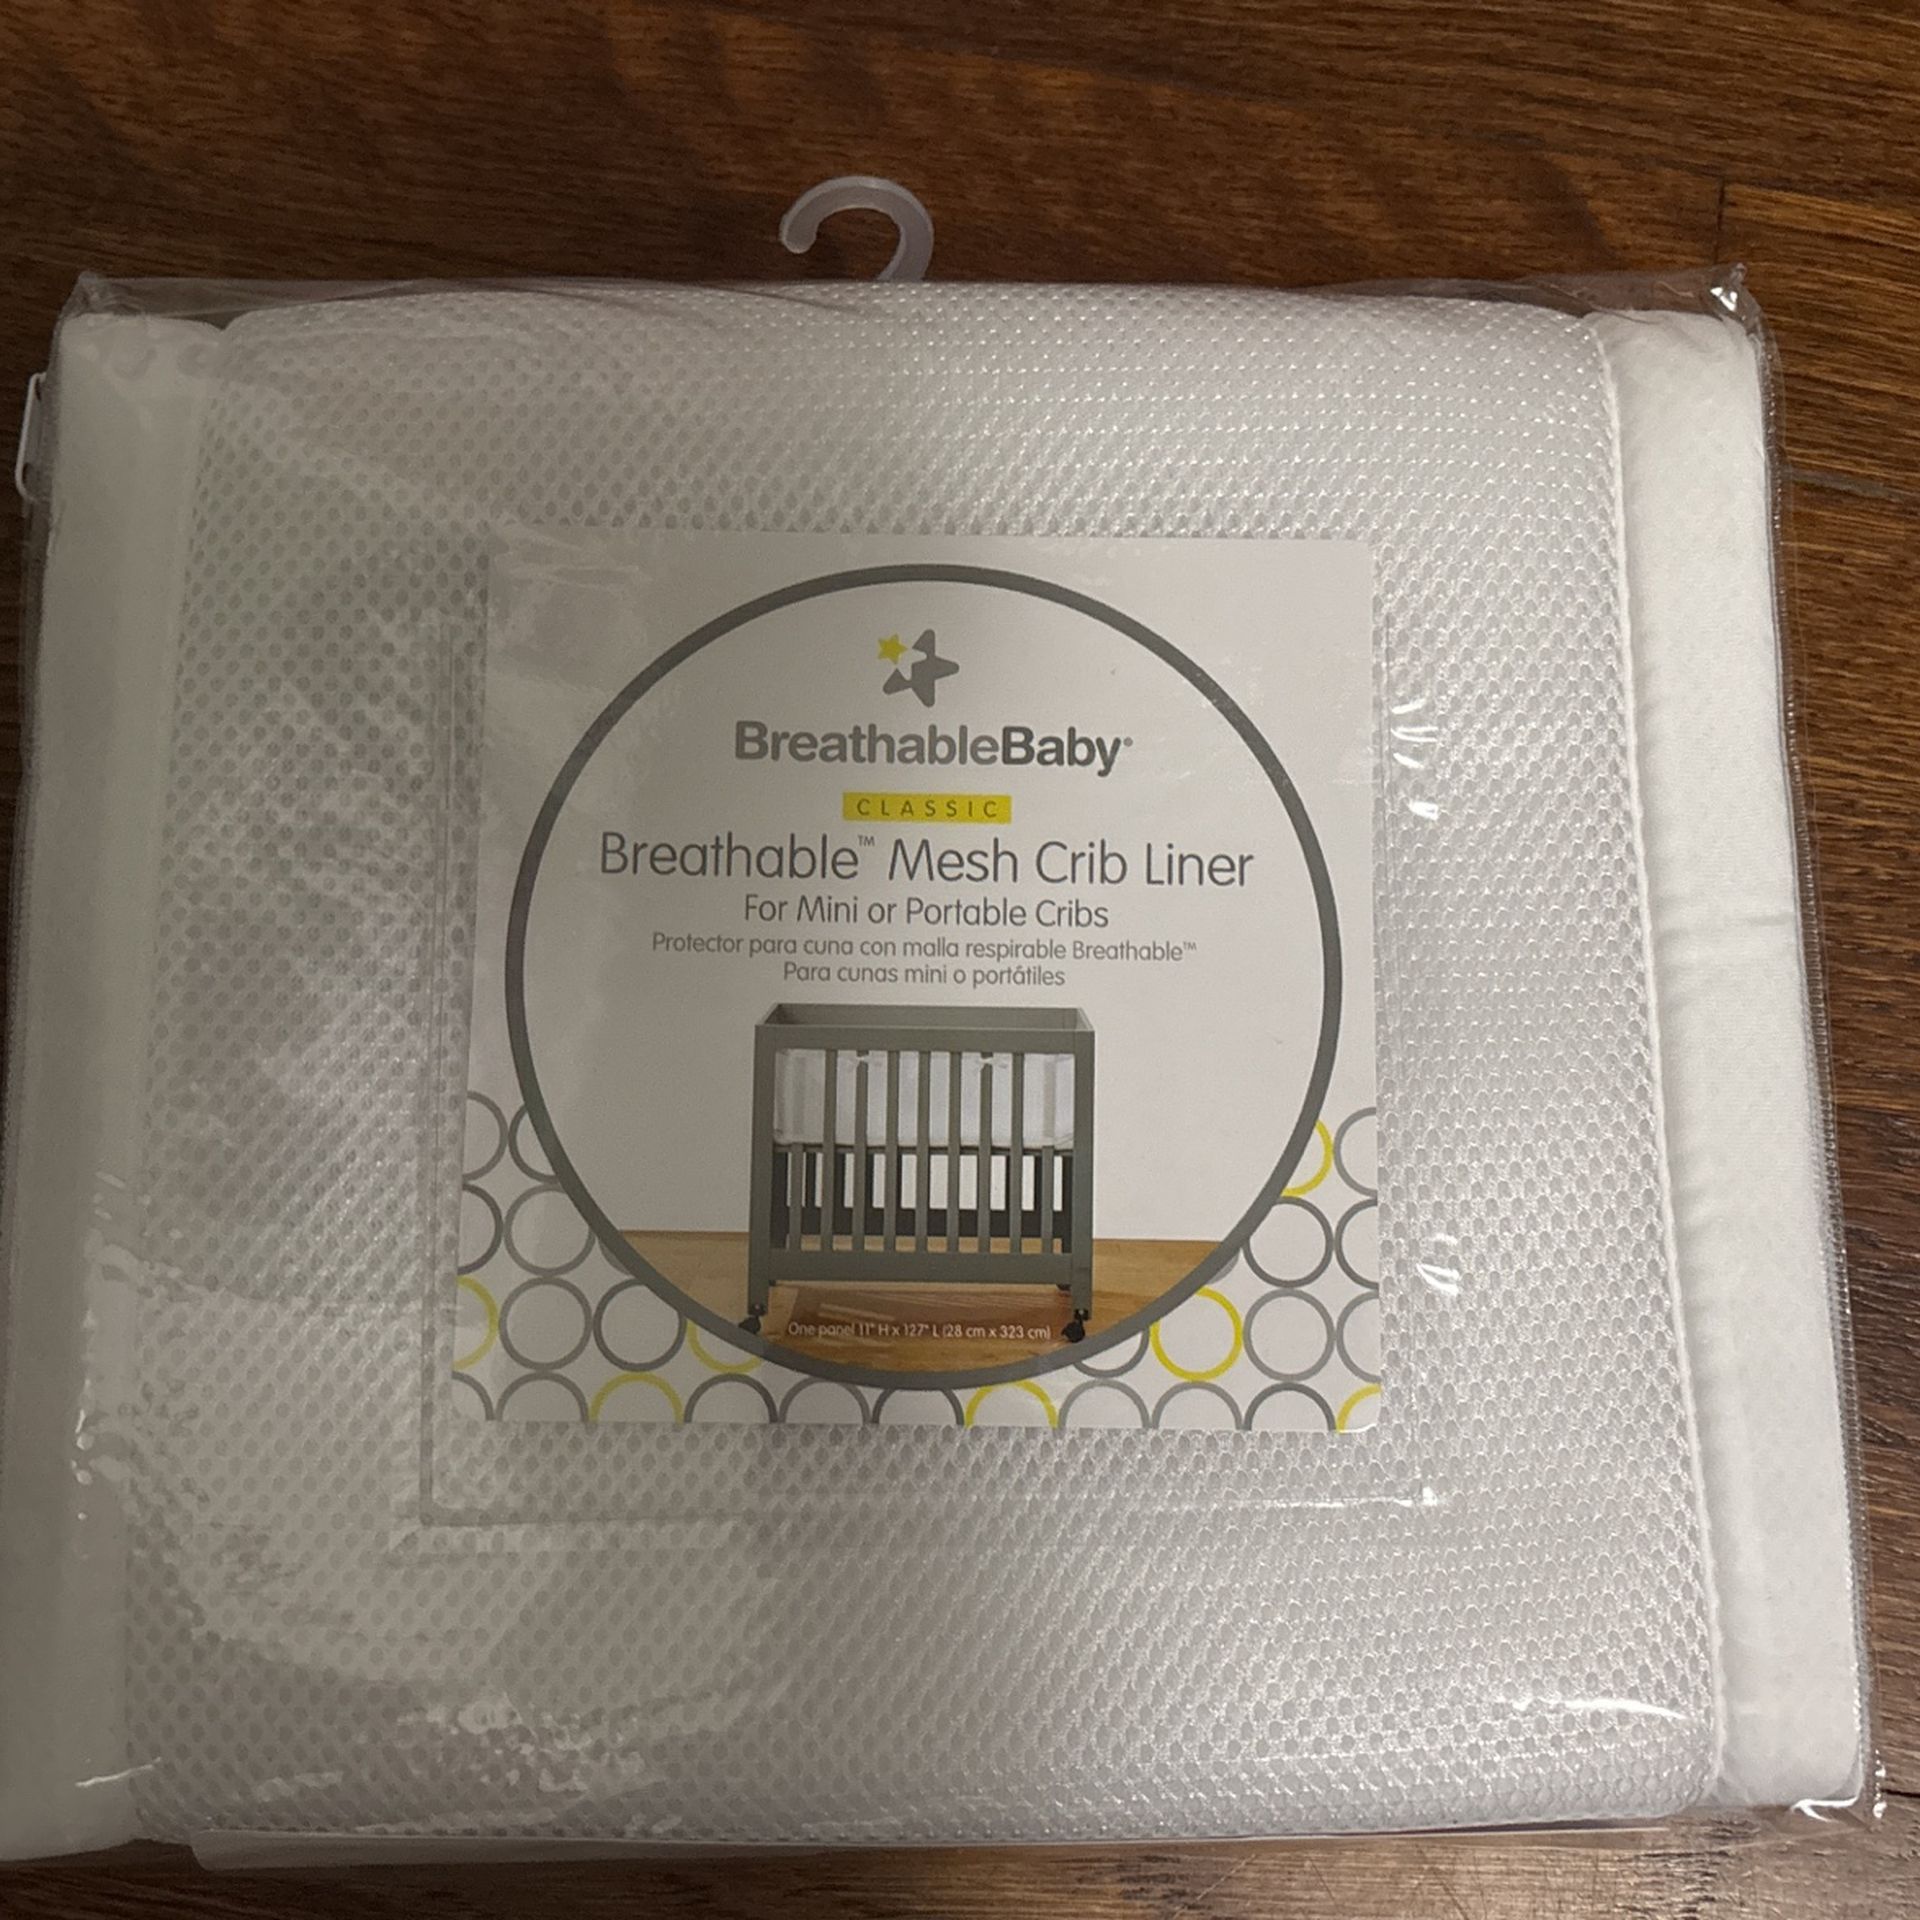 BreathableBaby®
CLASSIC
Breathable™ Mesh Crib Liner
For Mini or Portable Cribs
Protector para cuna con malla respirable Breathable™
Para cunas mini o portátiles
One panel 11" H x 127" L (28 cm x 323 cm)